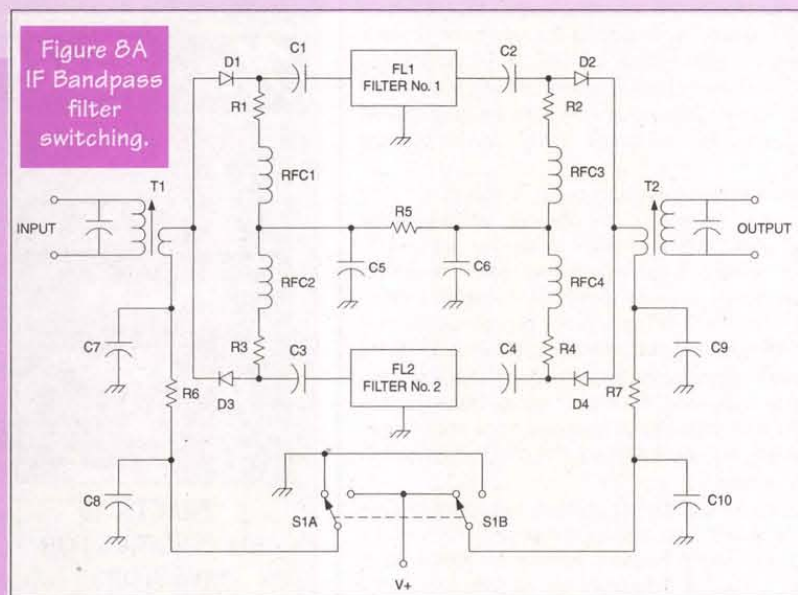 Figure 8A
IF Bandpass
filter
switching.
D1
C1
FL1
FILTER No. 1
C2
D2
R1
R2
RFC1
RFC3
T1
T2
R5
INPUT
OUTPUT
C5
C6
RFC2
RFC4
C7
R3
C3
FL2
FILTER No. 2
C4
R4
C9
R6
D3
D4
R7
C8
S1A
S1B
C10
V+